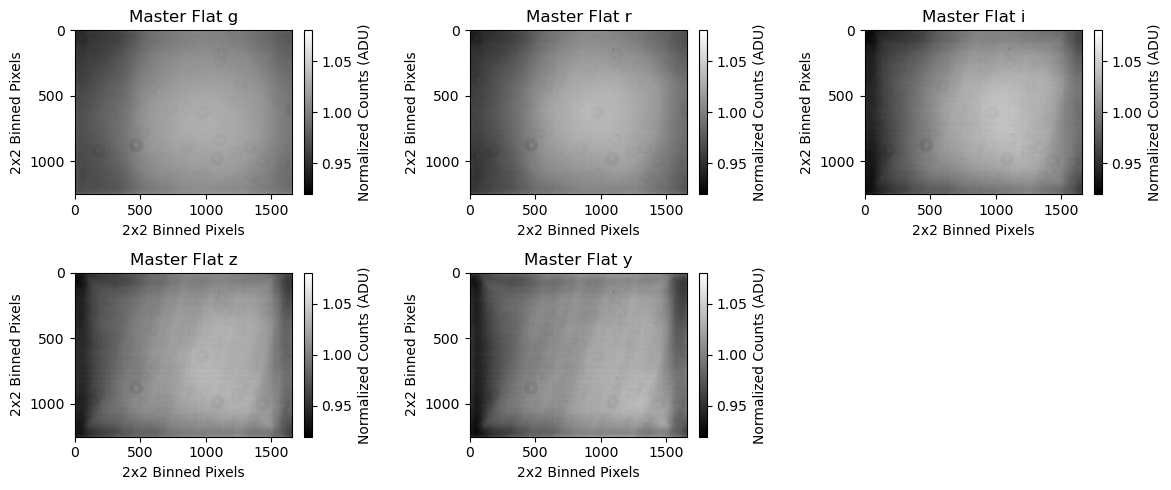 Master Flat g
0
500
1000
0 500 1000 1500
2x2 Binned Pixels
2x2 Binned Pixels
1.05
1.00
0.95
Normalized Counts (ADU)
Master Flat r
0
500
1000
0 500 1000 1500
2x2 Binned Pixels
2x2 Binned Pixels
1.05
1.00
0.95
Normalized Counts (ADU)
Master Flat i
0
500
1000
0 500 1000 1500
2x2 Binned Pixels
2x2 Binned Pixels
1.05
1.00
0.95
Normalized Counts (ADU)
Master Flat z
0
500
1000
0 500 1000 1500
2x2 Binned Pixels
2x2 Binned Pixels
1.05
1.00
0.95
Normalized Counts (ADU)
Master Flat y
0
500
1000
0 500 1000 1500
2x2 Binned Pixels
2x2 Binned Pixels
1.05
1.00
0.95
Normalized Counts (ADU)